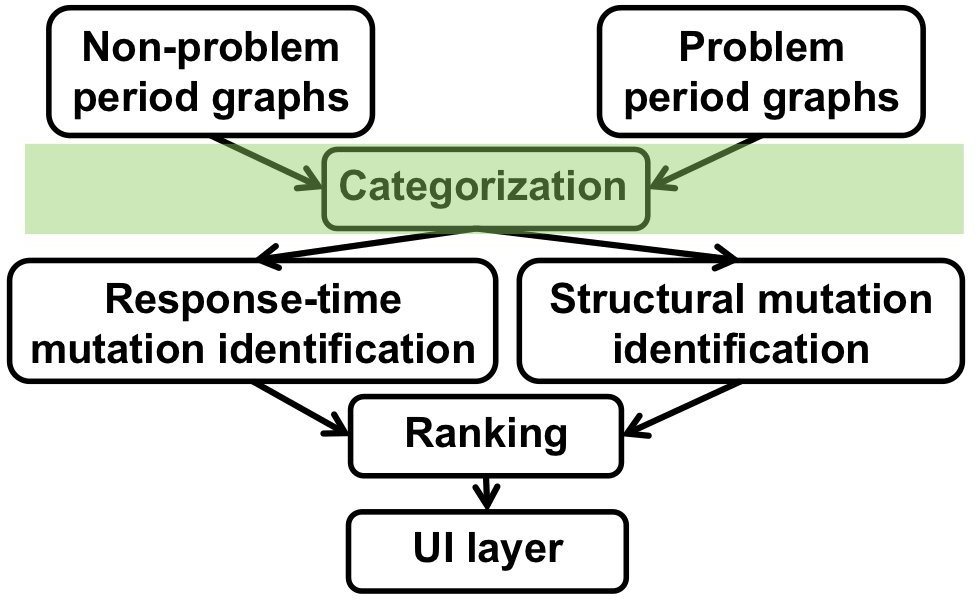 Non-problem
period graphs
Problem
period graphs
Categorization
Response-time
mutation identification
Structural mutation
identification
Ranking
UI layer